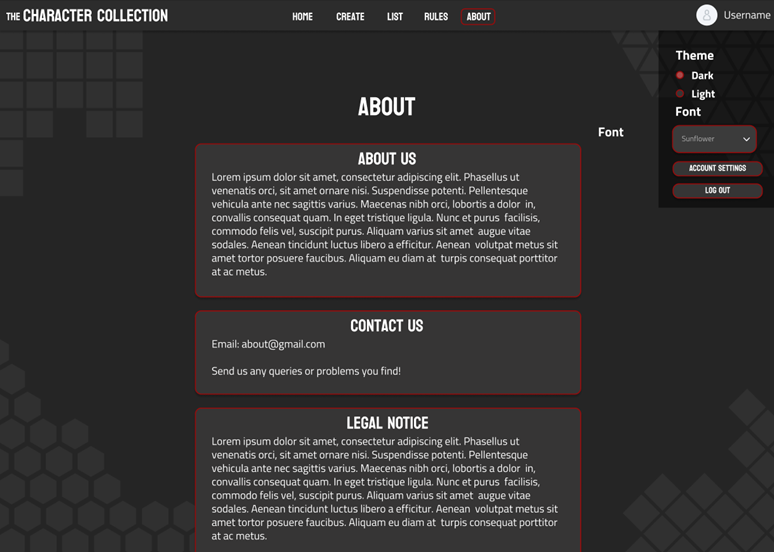 THE CHARACTER COLLECTION
HOME
CREATE
LIST
RULES
ABOUT
Username
Theme
Dark
Light
Font
Sunflower
ACCOUNT SETTINGS
LOG OUT
ABOUT
Font
ABOUT US
Lorem ipsum dolor sit amet, consectetur adipiscing elit. Phasellus ut
venenatis orci, sit amet ornare nisi. Suspendisse potenti. Pellentesque
vehicula ante nec sagittis varius. Maecenas nibh orci, lobortis a dolor in,
convallis consequat quam. In eget tristique ligula. Nunc et purus facilisis,
commodo felis vel, suscipit purus. Aliquam varius sit amet augue vitae
sodales. Aenean tincidunt luctus libero a efficitur. Aenean volutpat metus sit
amet tortor posuere faucibus. Aliquam eu diam at turpis consequat porttitor
at ac metus.
CONTACT US
Email: about@gmail.com
Send us any queries or problems you find!
LEGAL NOTICE
Lorem ipsum dolor sit amet, consectetur adipiscing elit. Phasellus ut
venenatis orci, sit amet ornare nisi. Suspendisse potenti. Pellentesque
vehicula ante nec sagittis varius. Maecenas nibh orci, lobortis a dolor in,
convallis consequat quam. In eget tristique ligula. Nunc et purus facilisis,
commodo felis vel, suscipit purus. Aliquam varius sit amet augue vitae
sodales. Aenean tincidunt luctus libero a efficitur. Aenean volutpat metus sit
amet tortor posuere faucibus. Aliquam eu diam at turpis consequat porttitor
at ac metus.